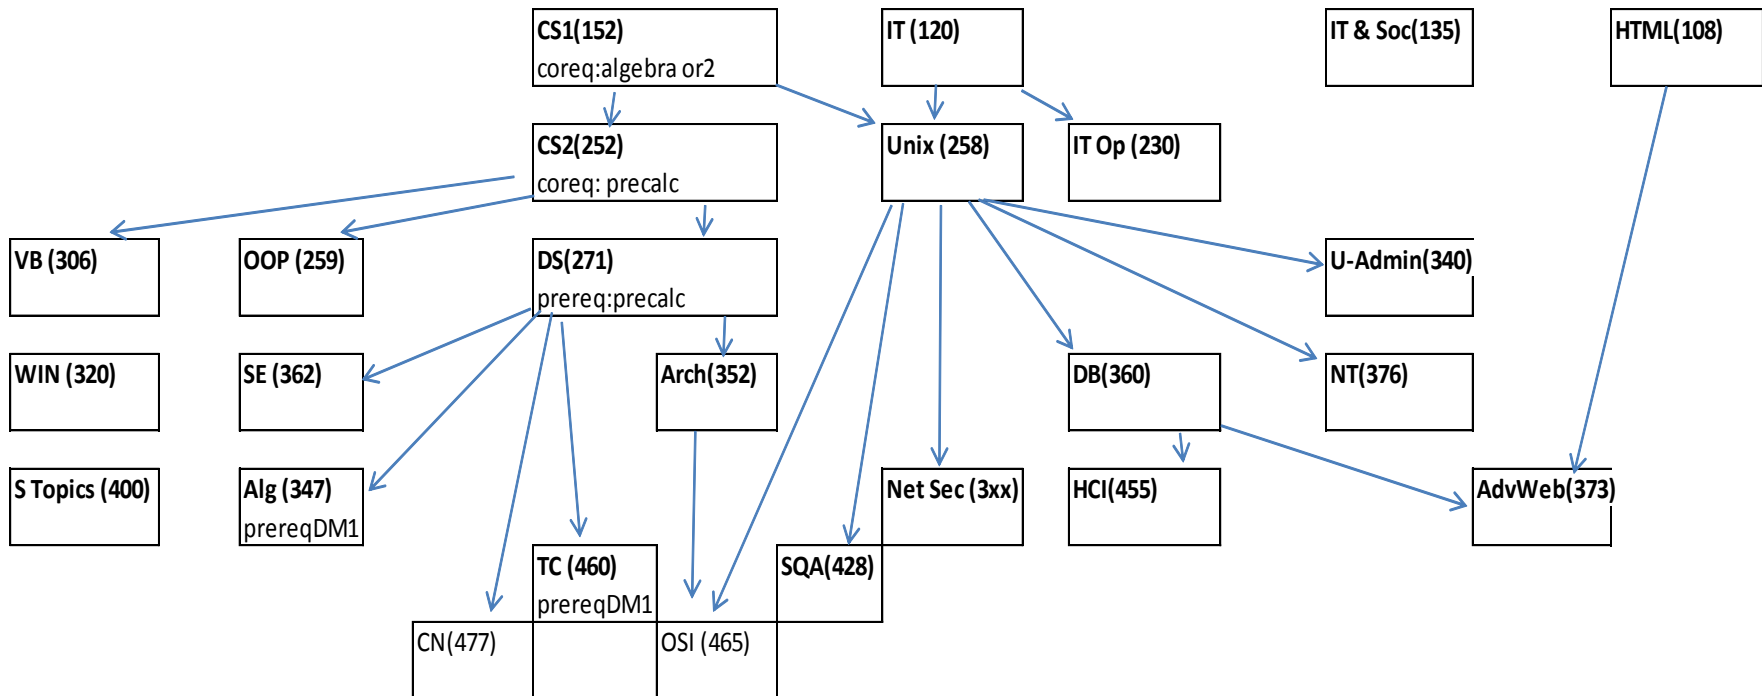 CS1(152)
coreq:algebra or2
IT (120)
IT & Soc(135)
HTML(108)
CS2(252)
coreq: precalc
Unix (258)
IT Op (230)
VB (306)
OOP (259)
DS(271)
prereq:precalc
U-Admin(340)
WIN (320)
SE (362)
Arch(352)
DB(360)
NT(376)
S Topics (400)
Alg (347)
prereqDM1
Net Sec (3xx)
HCI(455)
AdvWeb(373)
TC (460)
prereqDM1
SQA(428)
CN(477)
OSI (465)